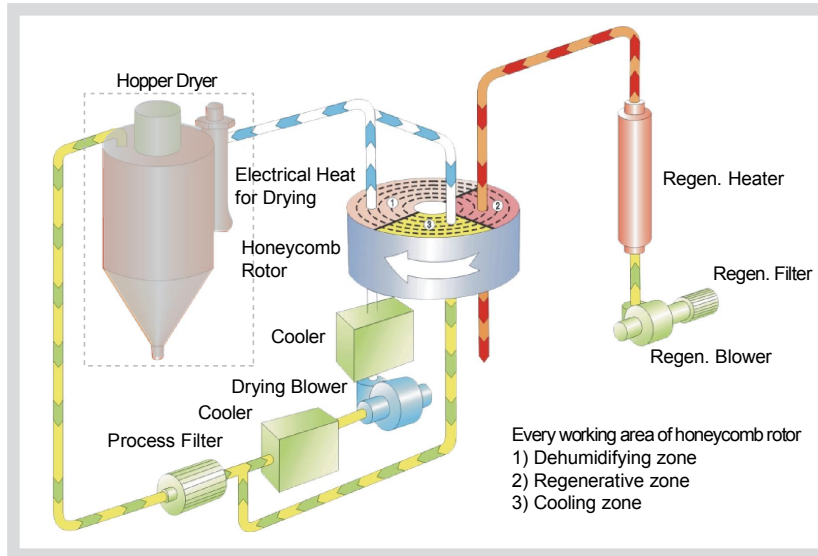 Hopper Dryer
Electrical Heat
for Drying
Honeycomb
Rotor
1
2
3
Regen. Heater
Regen. Filter
Regen. Blower
Cooler
Drying Blower
Cooler
Process Filter
Every working area of honeycomb rotor
1) Dehumidifying zone
2) Regenerative zone
3) Cooling zone